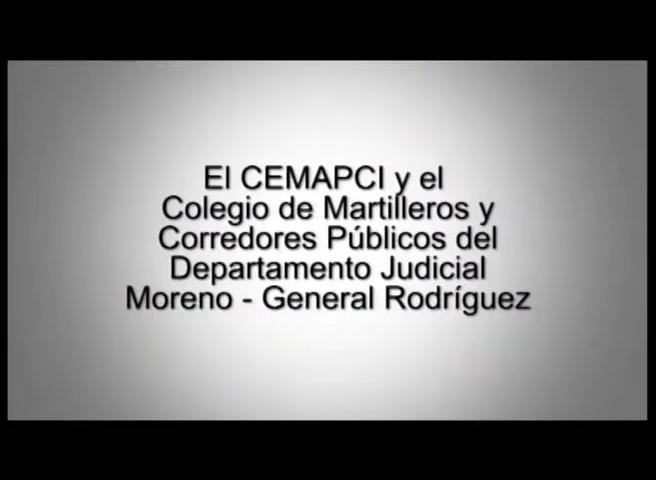 El CEMAPCI y el
Colegio de Martilleros y
Corredores Públicos del
Departamento Judicial
Moreno - General Rodríguez